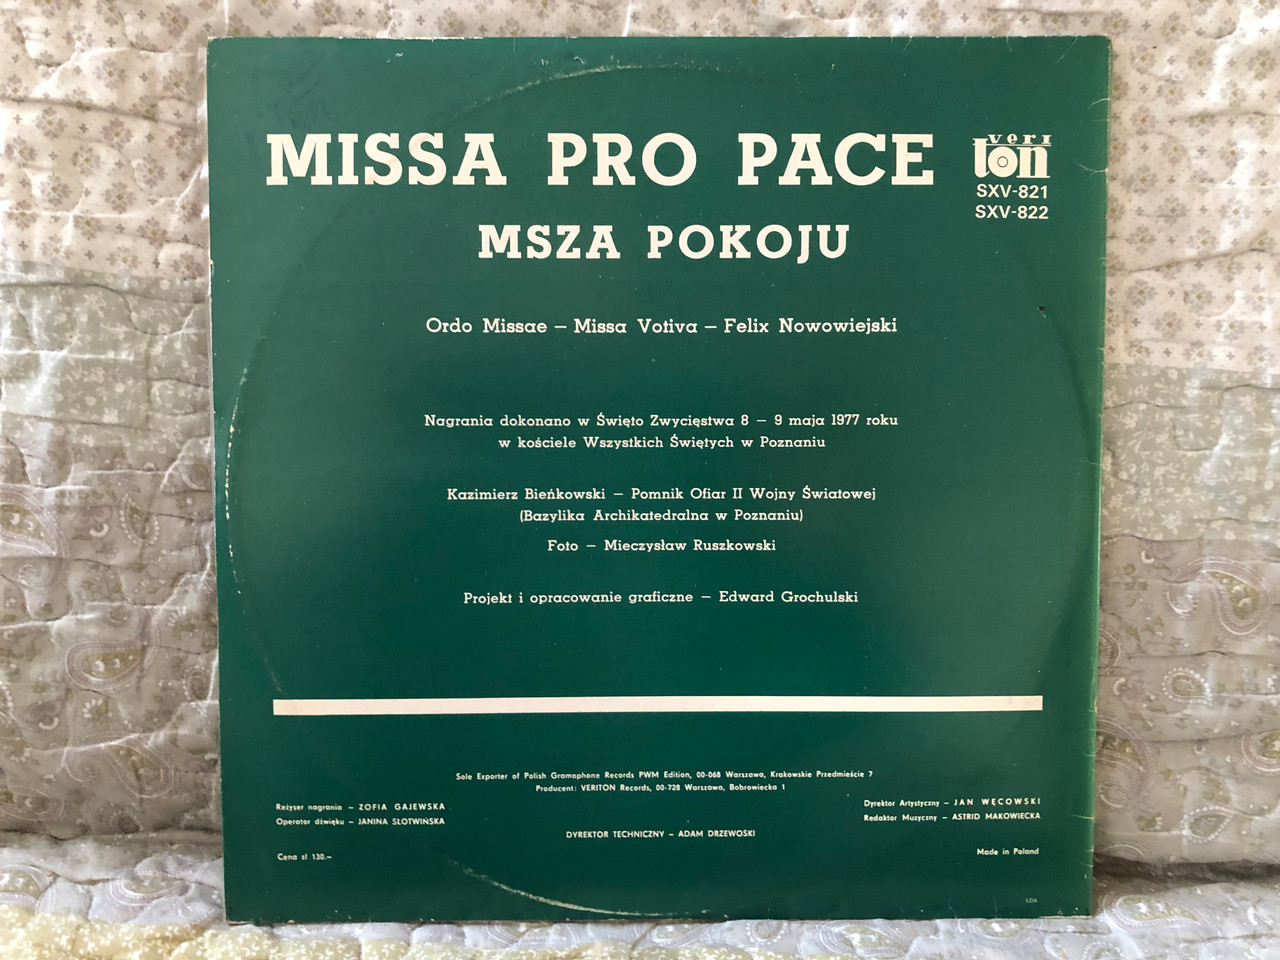 MISSA PRO PACE
veri
ton
SXV-821
SXV-822
MSZA POKOJU
Ordo Missae – Missa Votiva – Felix Nowowiejski
Nagrania dokonano w Święto Zwycięstwa 8 – 9 maja 1977 roku
w kościele Wszystkich Świętych w Poznaniu
Kazimierz Bieńkowski – Pomnik Ofiar II Wojny Światowej
(Bazylika Archikatedralna w Poznaniu)
Foto – Mieczysław Ruszkowski
Projekt i opracowanie graficzne – Edward Grochulski
Sole Exporter of Polish Gramophone Records PWM Edition, 00-068 Warszawa, Krakowskie Przedmieście 7
Producent: VERITON Records, 00-728 Warszawa, Bobrowiecka 1
Reżyser nagrania – ZOFIA GAJEWSKA
Operator dźwięku – JANINA SŁOTWIŃSKA
Dyrektor Artystyczny – JAN WĘCOWSKI
Redaktor Muzyczny – ASTRID MAKOWIECKA
DYREKTOR TECHNICZNY – ADAM DRZEWOSKI
Cena zł 130.–
Made in Poland